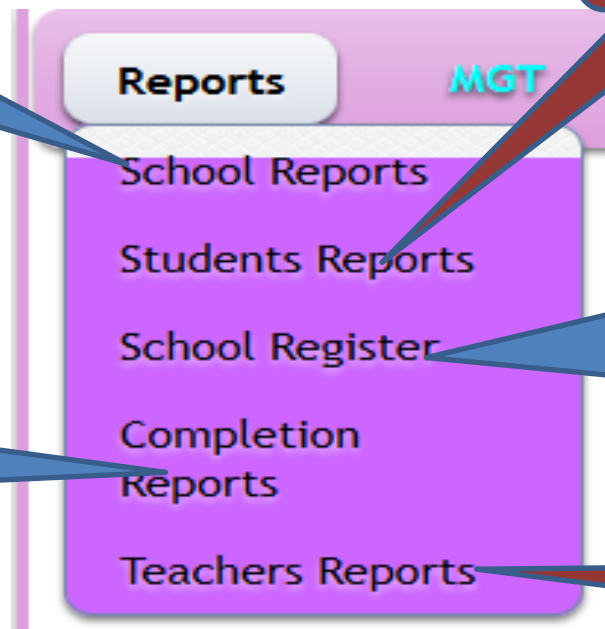 Reports MGT
School Reports
Students Reports
School Register
Completion
Reports
Teachers Reports